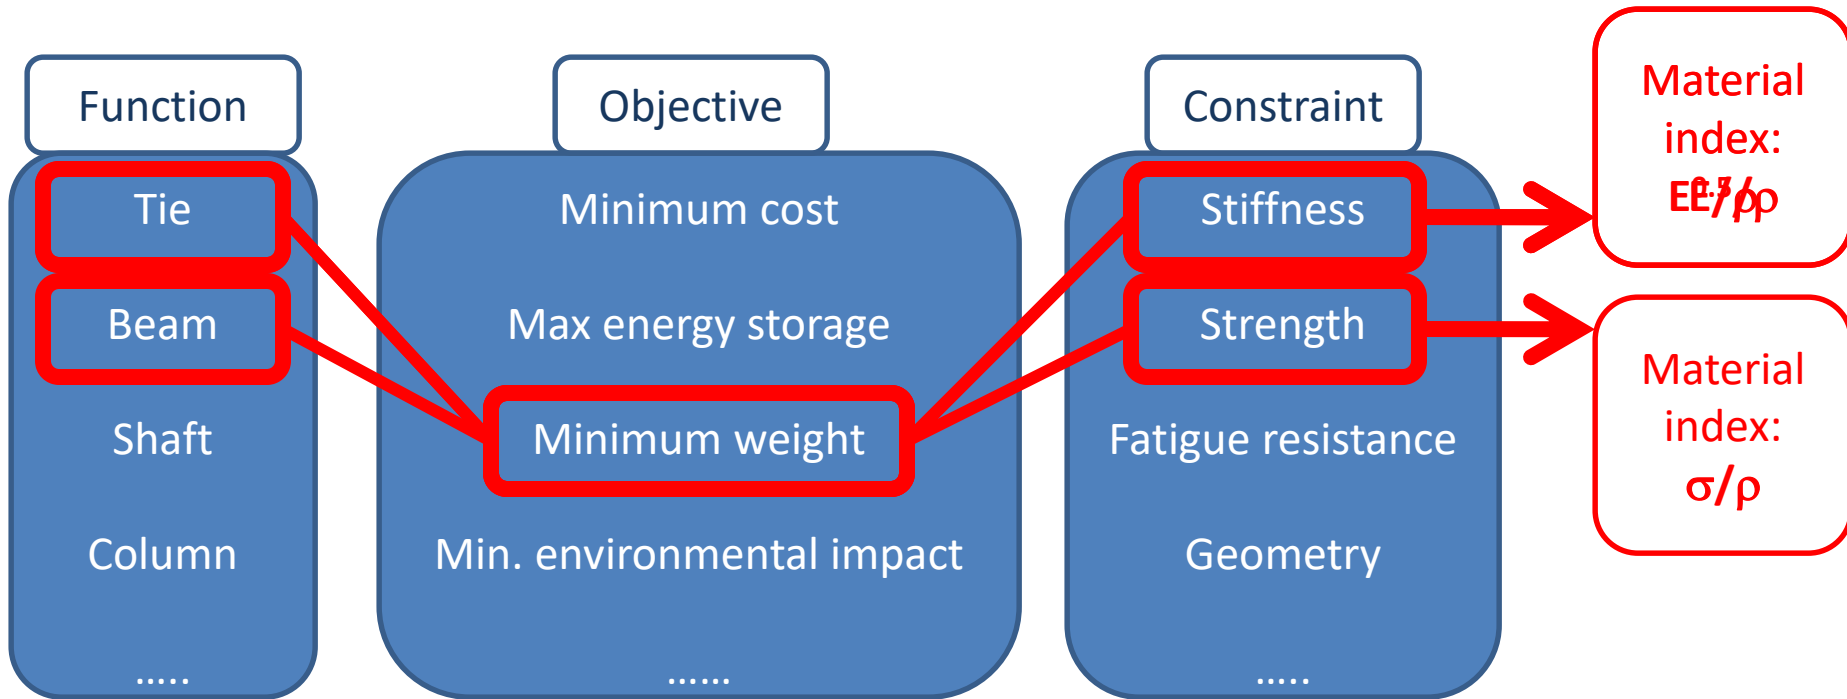 Function
Objective
Constraint
Material
index:
Tie
Minimum cost
Stiffness
Beam
Max energy storage
Strength
Material
index:
σ/ρ
Shaft
Minimum weight
Fatigue resistance
Column
Min. environmental impact
Geometry
.....
......
.....